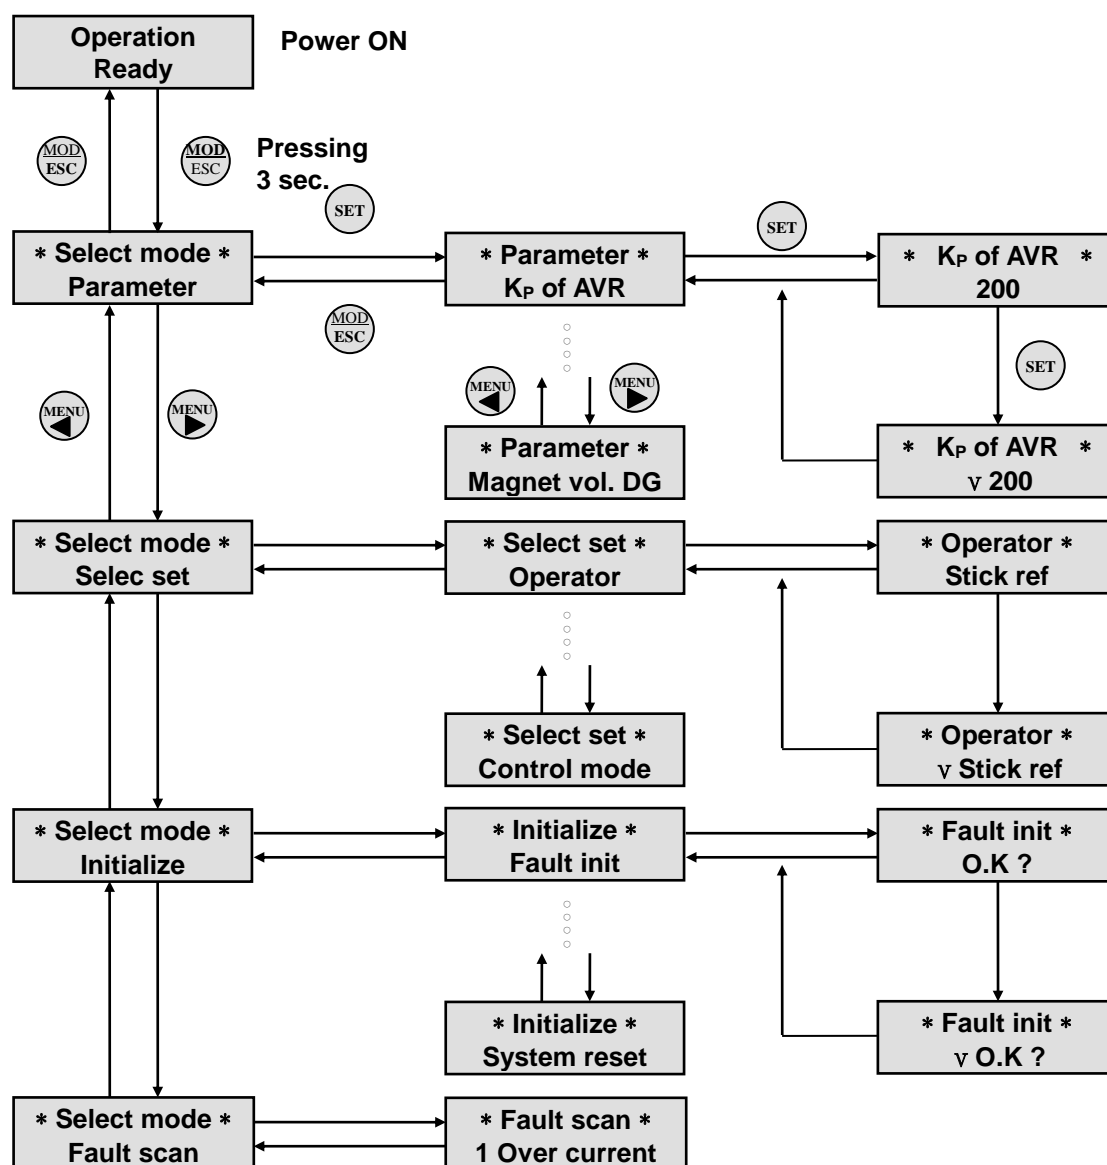 Operation
Ready
Power ON
MOD
ESC
MOD
ESC
Pressing
3 sec.
SET
SET
* Select mode *
Parameter
* Parameter *
KP of AVR
* KP of AVR *
200
MOD
ESC
SET
MENU
MENU
MENU
MENU
* Parameter *
Magnet vol. DG
* KP of AVR *
v 200
* Select mode *
Selec set
* Select set *
Operator
* Operator *
Stick ref
* Select set *
Control mode
* Operator *
v Stick ref
* Select mode *
Initialize
* Initialize *
Fault init
* Fault init *
O.K ?
* Initialize *
System reset
* Fault init *
v O.K ?
* Select mode *
Fault scan
* Fault scan *
1 Over current